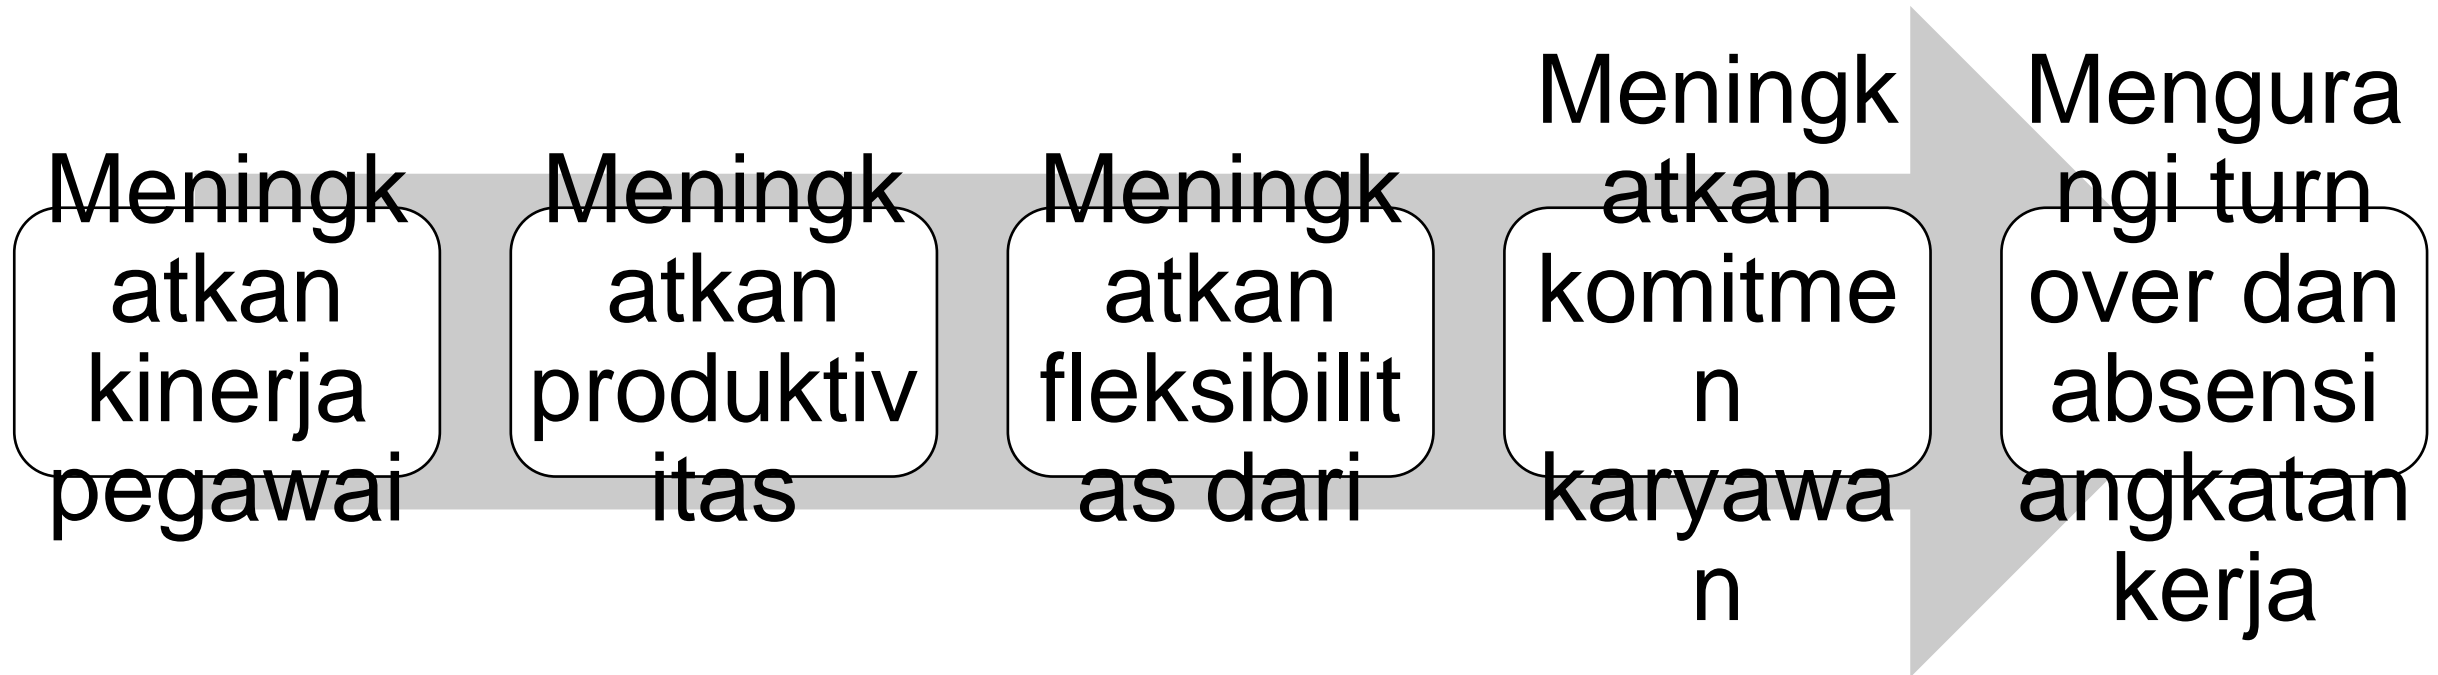 Meningk
atkan
kinerja
pegawai
Meningk
atkan
produktiv
itas
Meningk
atkan
fleksibilit
as dari
Meningk
atkan
komitme
n
karyawa
n
Mengura
ngi turn
over dan
absensi
angkatan
kerja